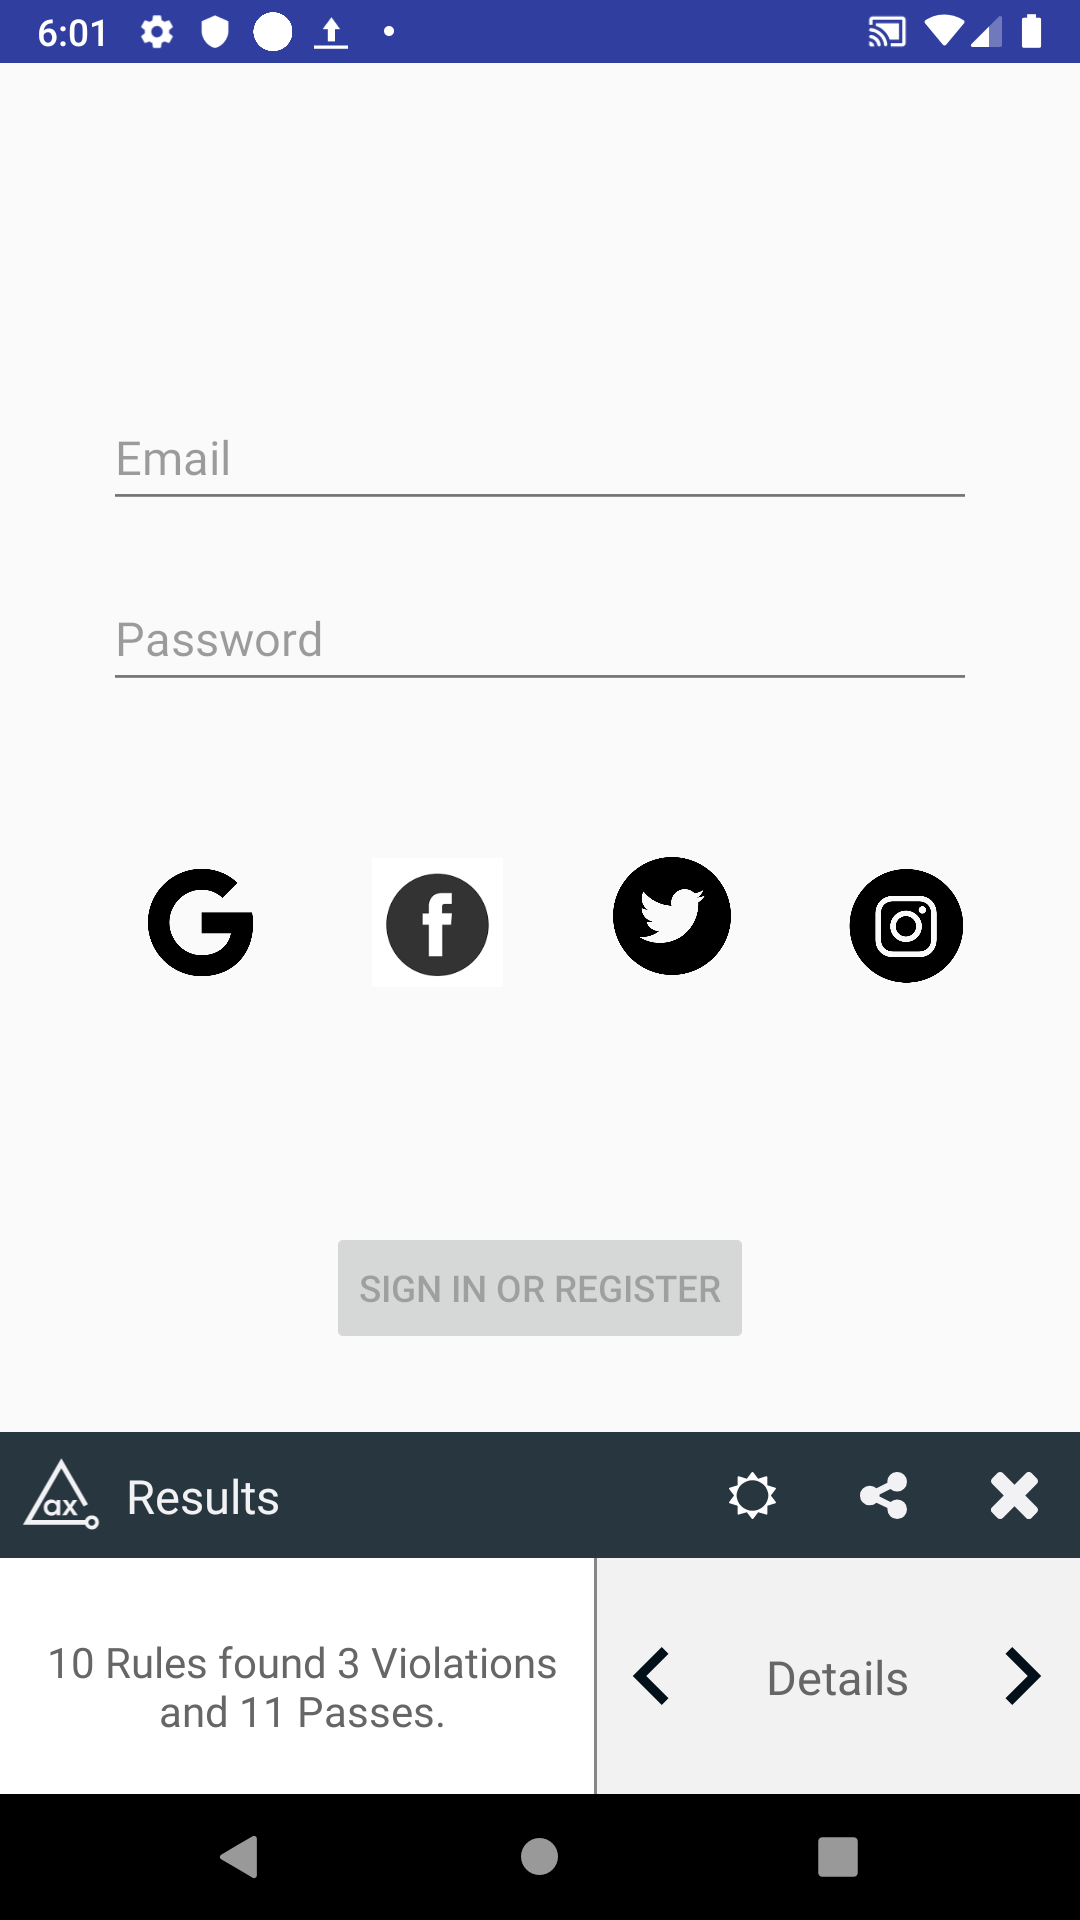 6:01
Email
Password
SIGN IN OR REGISTER
ax
Results
10 Rules found 3 Violations
and 11 Passes.
Details